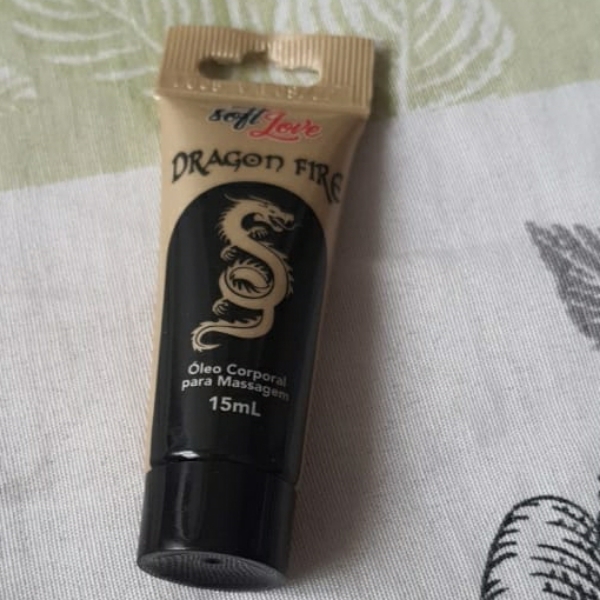 soft Love
DRAGON FIRE
Óleo Corporal
para Massagem
15mL